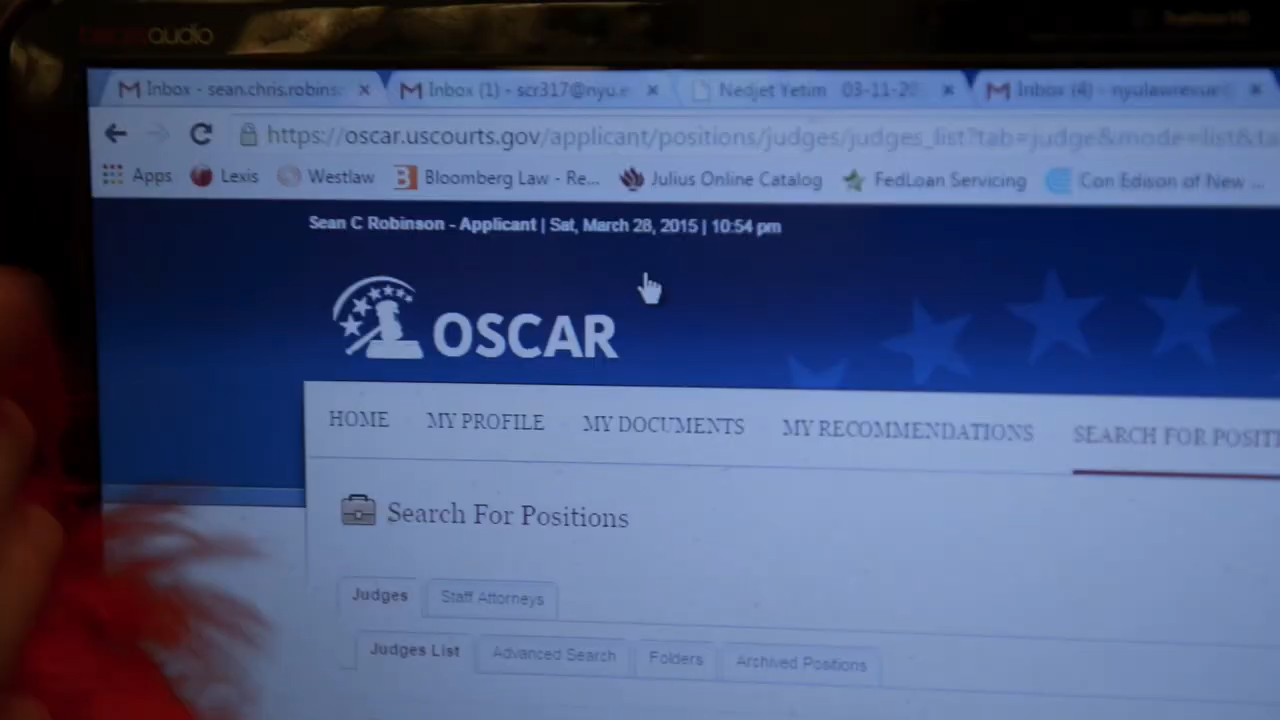 beats audio
Inbox - sean.chris.robins
Inbox (1) - scr317@nyu.e
Nedjet Yetim 03-11-20
Inbox (4) - nyulawrevue
https://oscar.uscourts.gov/applicant/positions/judges/judges_list?tab=judge&mode=list&ta
Apps
Lexis
Westlaw
Bloomberg Law - Re...
Julius Online Catalog
FedLoan Servicing
Con Edison of New ...
Sean C Robinson - Applicant | Sat, March 28, 2015 | 10:54 pm
OSCAR
HOME
MY PROFILE
MY DOCUMENTS
MY RECOMMENDATIONS
SEARCH FOR POSIT
Search For Positions
Judges
Staff Attorneys
Judges List
Advanced Search
Folders
Archived Positions